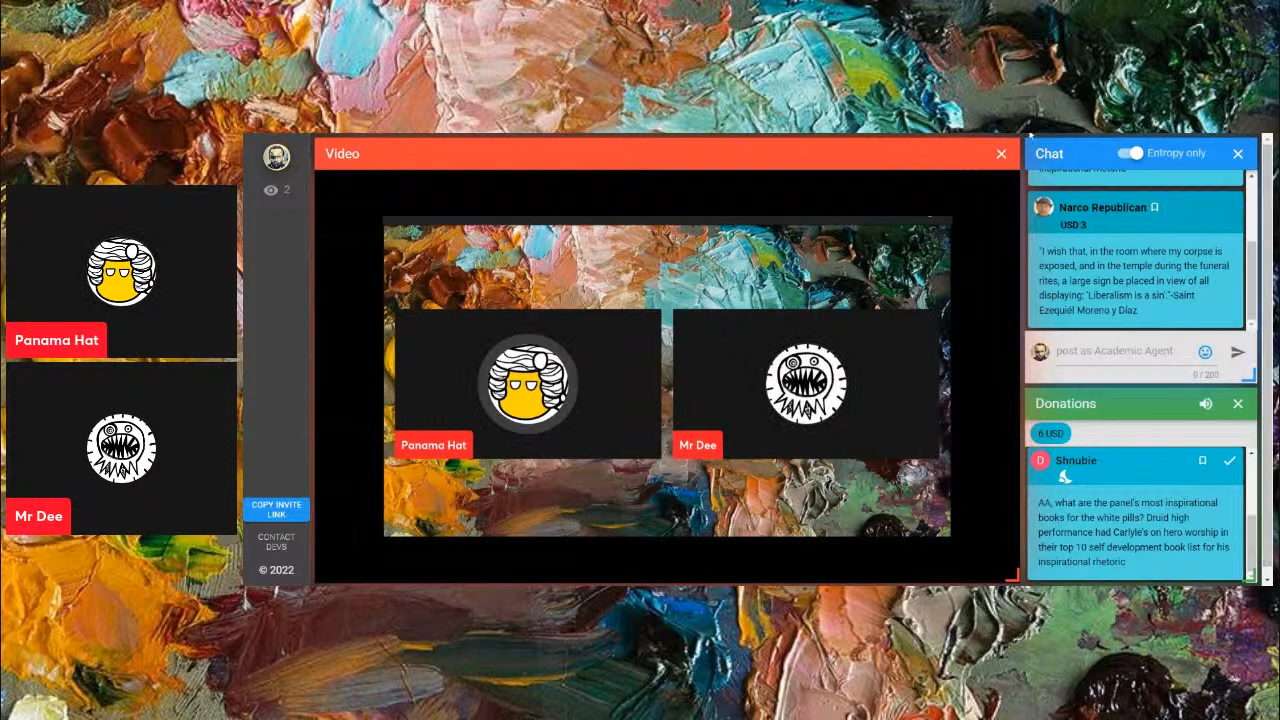 Panama Hat
Mr Dee
2
COPY INVITE
LINK
CONTACT
DEVS
© 2022
Video
Panama Hat
Mr Dee
Chat
Entropy only
inspirational rhetoric
Narco Republican
USD 3
"I wish that, in the room where my corpse is
exposed, and in the temple during the funeral
rites, a large sign be placed in view of all
displaying: 'Liberalism is a sin'."-Saint
Ezequiél Moreno y Díaz
post as Academic Agent
0 / 200
Donations
6 USD
D
Shnubie
AA, what are the panel's most inspirational
books for the white pills? Druid high
performance had Carlyle's on hero worship in
their top 10 self development book list for his
inspirational rhetoric